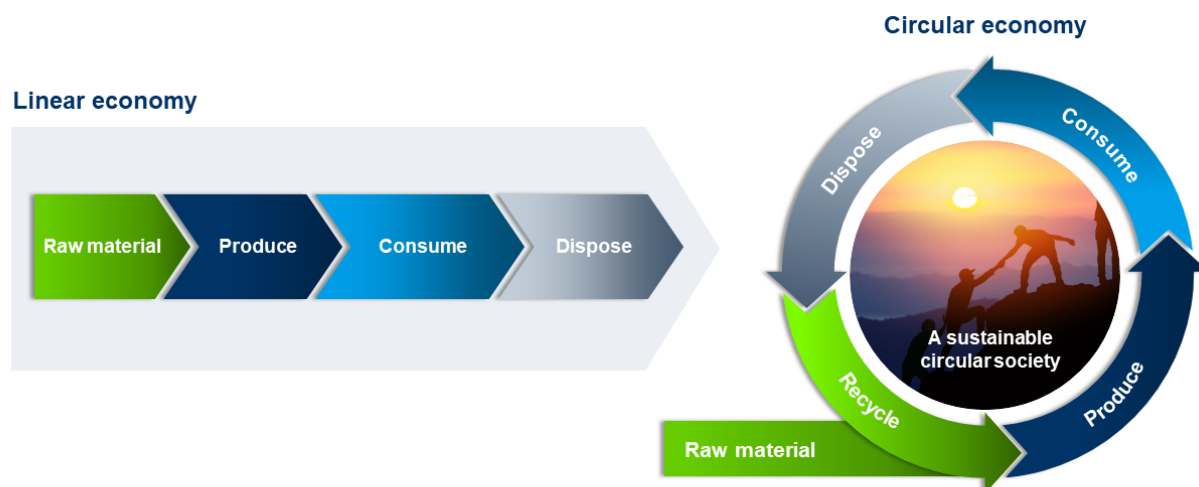 Linear economy
Raw material
Produce
Consume
Dispose
Circular economy
Consume
Dispose
A sustainable
circular society
Recycle
Produce
Raw material